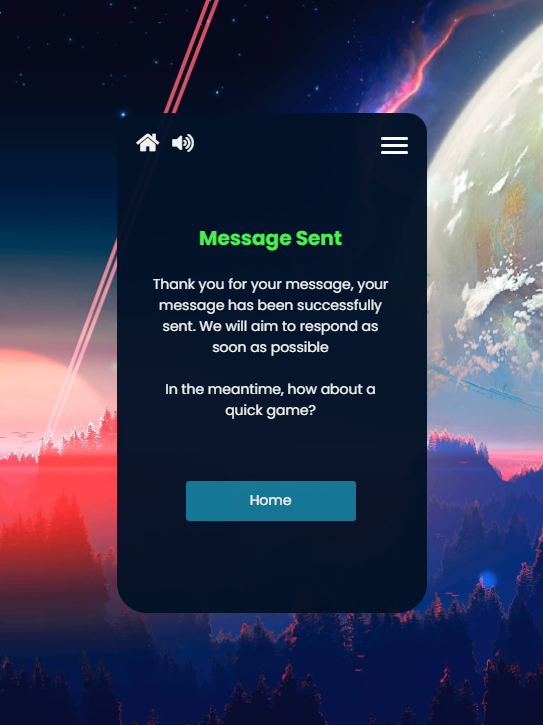 Message Sent
Thank you for your message, your
message has been successfully
sent. We will aim to respond as
soon as possible
In the meantime, how about a
quick game?
Home